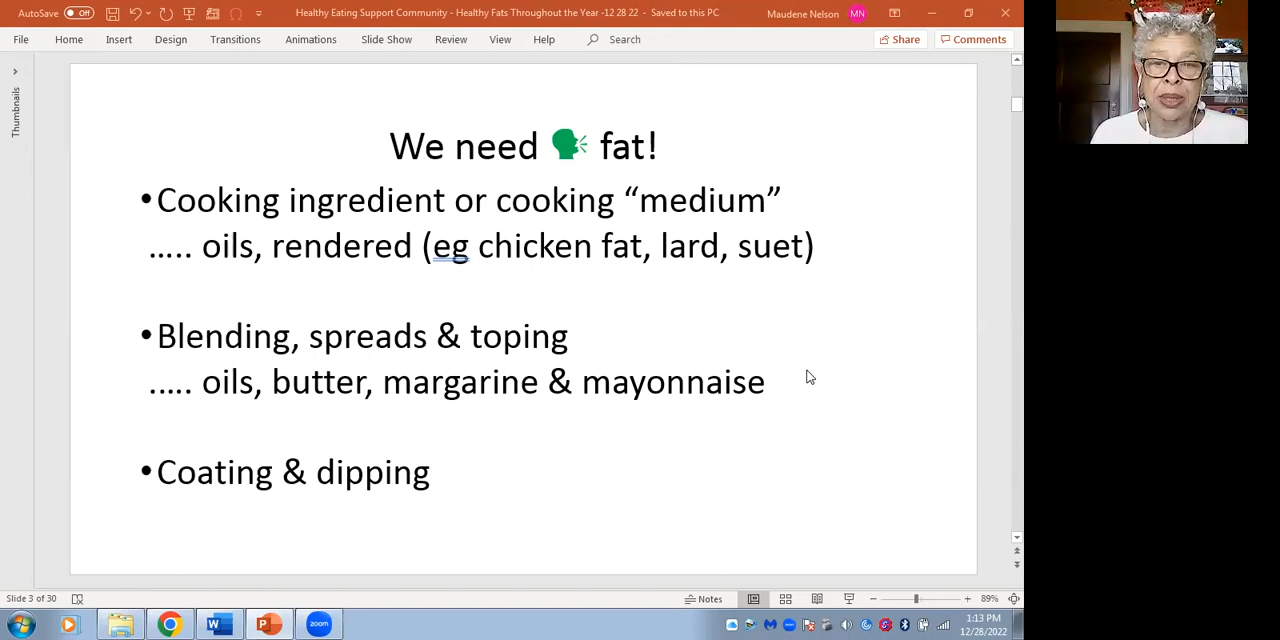 AutoSave Off Healthy Eating Support Community - Healthy Fats Throughout the Year -12 28 22 - Saved to this PC Maudene Nelson MN
File Home Insert Design Transitions Animations Slide Show Review View Help Search Share Comments
Thumbnails
We need fat!
•Cooking ingredient or cooking “medium”
..... oils, rendered (eg chicken fat, lard, suet)
•Blending, spreads & toping
..... oils, butter, margarine & mayonnaise
•Coating & dipping
Slide 3 of 30 Notes 89%
zoom 1:13 PM
12/28/2022